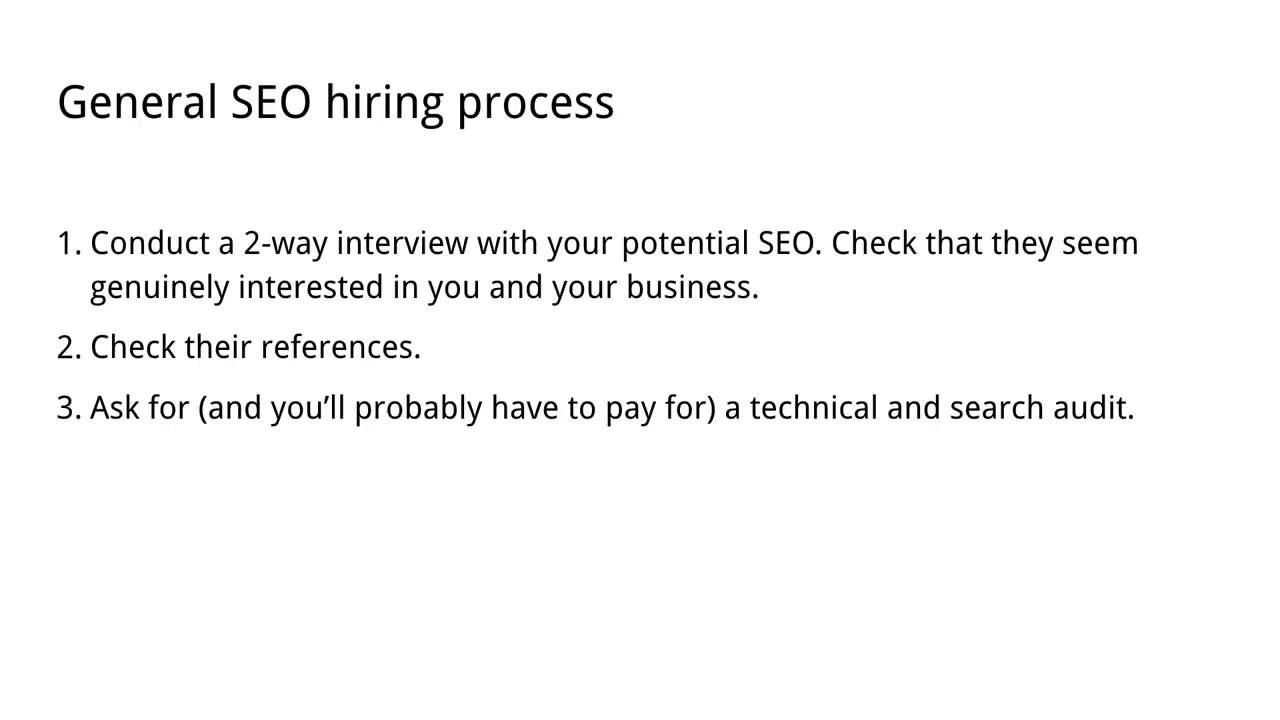 General SEO hiring process
1. Conduct a 2-way interview with your potential SEO. Check that they seem
genuinely interested in you and your business.
2. Check their references.
3. Ask for (and you’ll probably have to pay for) a technical and search audit.